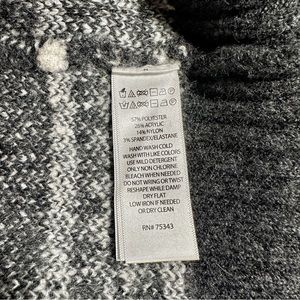 57% POLYESTER
26% ACRYLIC
14% NYLON
3% SPANDEX/ELASTANE
HAND WASH COLD
WASH WITH LIKE COLORS
USE MILD DETERGENT
ONLY NON CHLORINE
BLEACH WHEN NEEDED
DO NOT WRING OR TWIST
RESHAPE WHILE DAMP
DRY FLAT
LOW IRON IF NEEDED
OR DRY CLEAN
RN# 75343